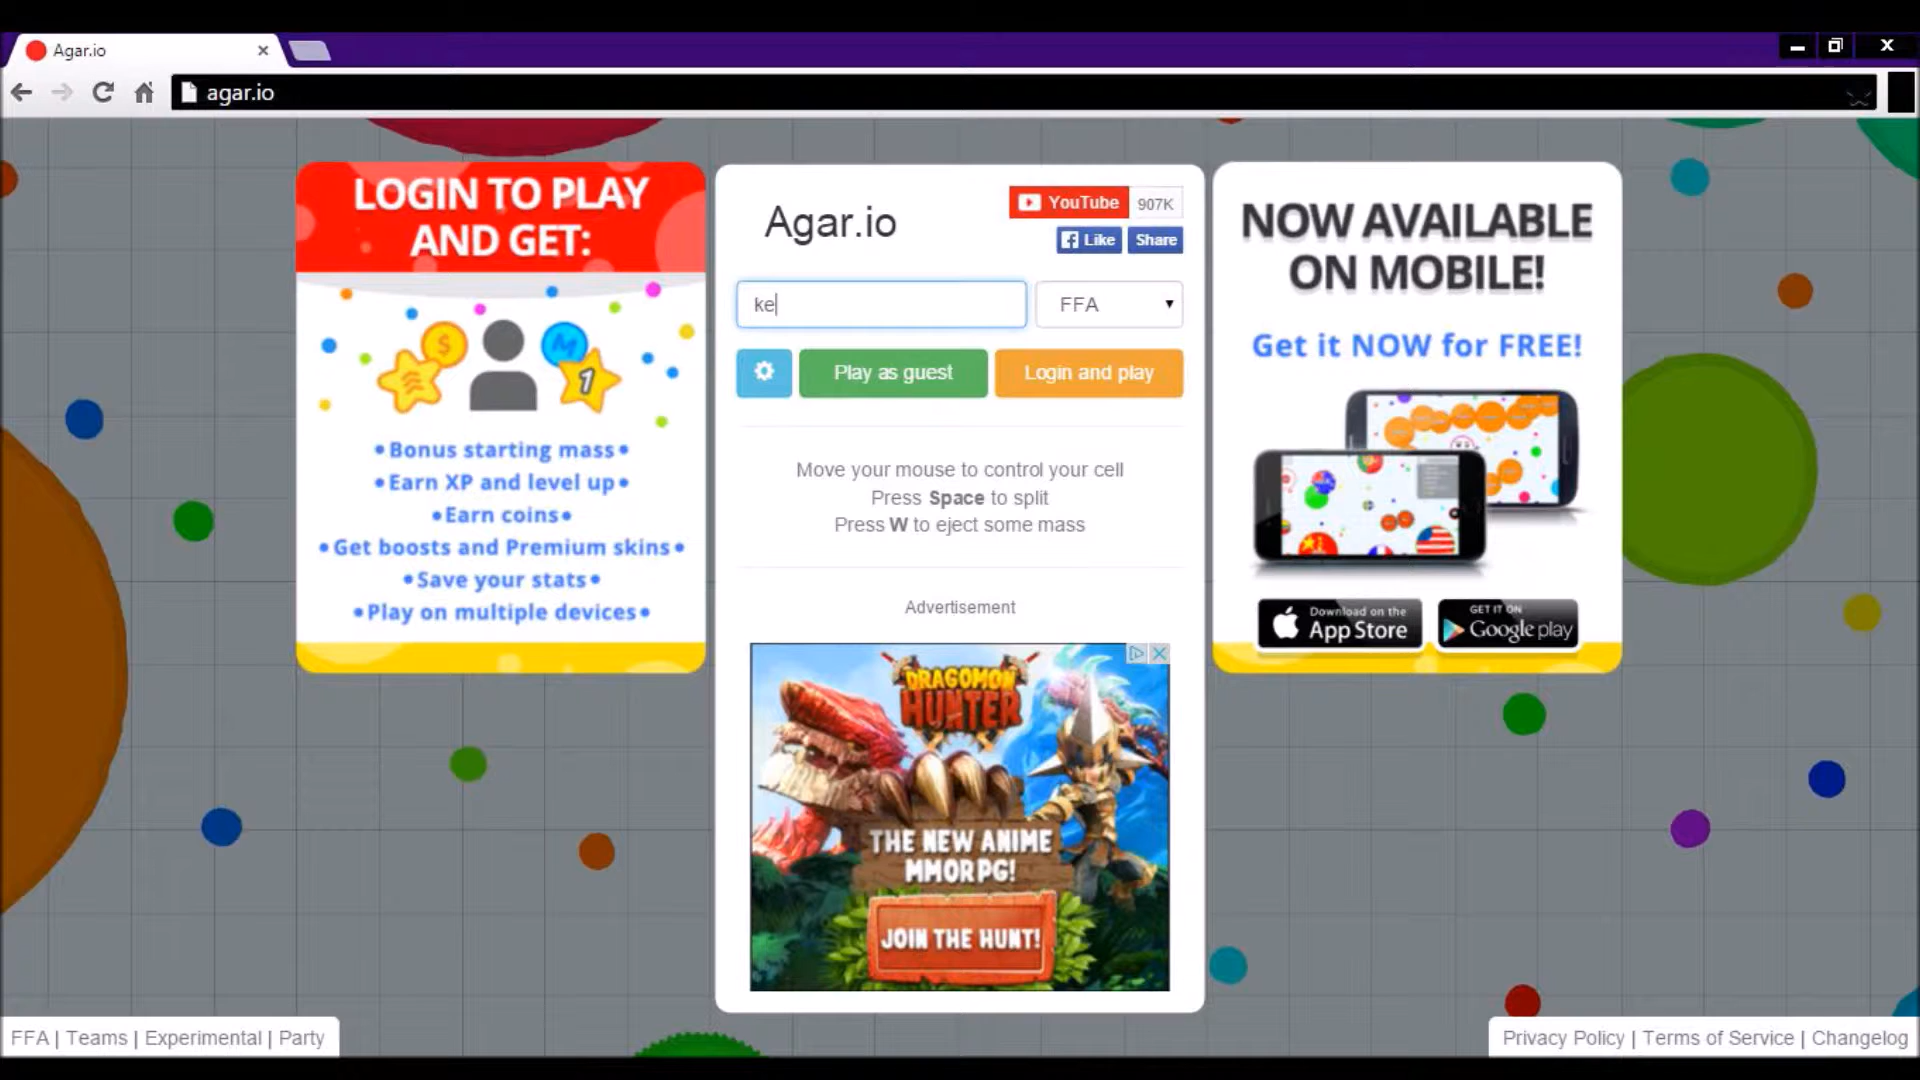 Agar.io
agar.io
LOGIN TO PLAY
AND GET:
$
M
1
•Bonus starting mass•
•Earn XP and level up•
•Earn coins•
•Get boosts and Premium skins•
•Save your stats•
•Play on multiple devices•
Agar.io
YouTube 907K
Like Share
ke
FFA
Play as guest
Login and play
Move your mouse to control your cell
Press Space to split
Press W to eject some mass
Advertisement
DRAGOMON
HUNTER
THE NEW ANIME
MMORPG!
JOIN THE HUNT!
NOW AVAILABLE
ON MOBILE!
Get it NOW for FREE!
Download on the
App Store
GET IT ON
Google play
FFA | Teams | Experimental | Party
Privacy Policy | Terms of Service | Changelog